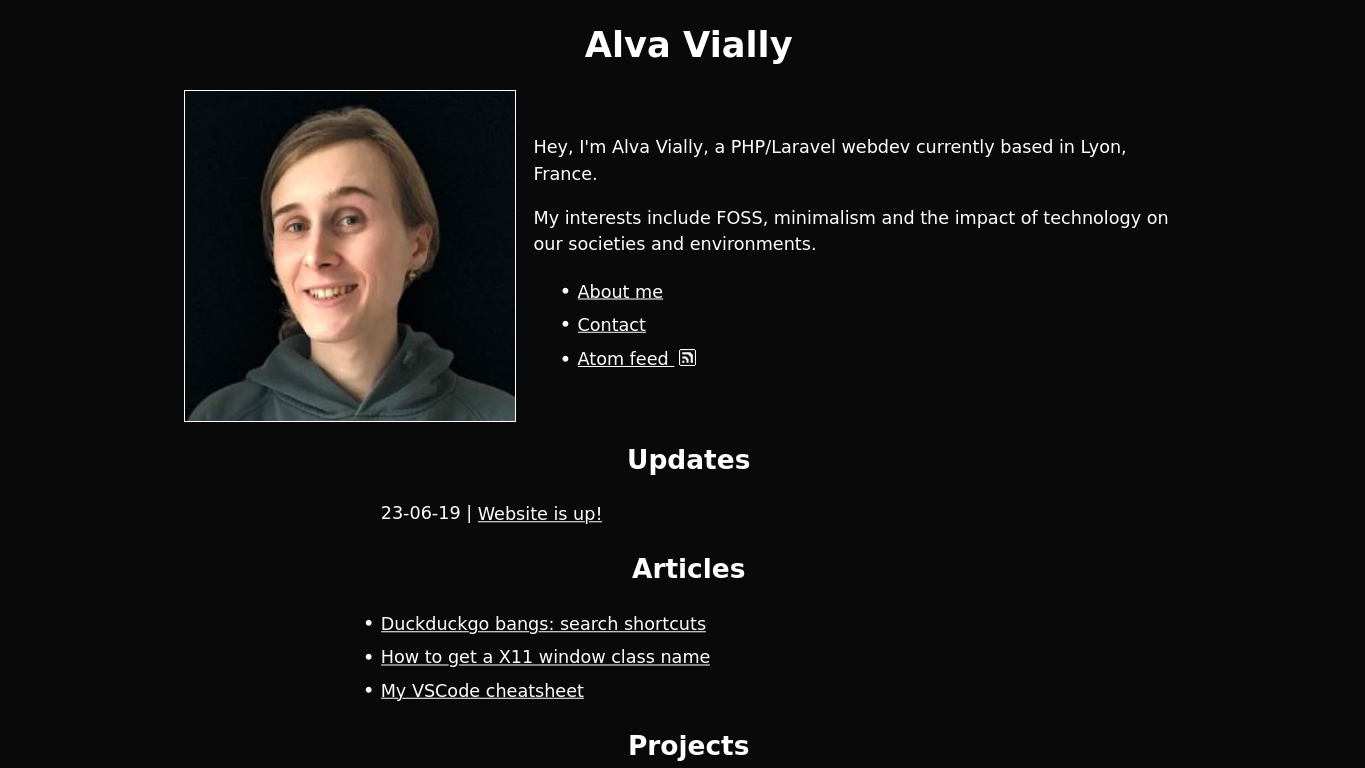 Alva Vially
Hey, I'm Alva Vially, a PHP/Laravel webdev currently based in Lyon,
France.
My interests include FOSS, minimalism and the impact of technology on
our societies and environments.
• About me
• Contact
• Atom feed
Updates
23-06-19 | Website is up!
Articles
• Duckduckgo bangs: search shortcuts
• How to get a X11 window class name
• My VSCode cheatsheet
Projects